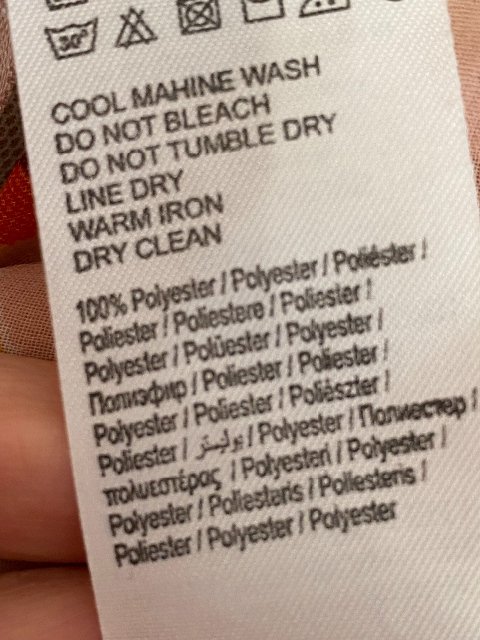 30°
COOL MAHINE WASH
DO NOT BLEACH
DO NOT TUMBLE DRY
LINE DRY
WARM IRON
DRY CLEAN
100% Polyester / Polyester / Poliéster /
Poliester / Poliestere / Poliester /
Polyester / Polüester / Polyester /
Полиэфир / Poliester / Poliester /
Polyester / Poliester / Poliészter /
Poliester / بوليستر / Polyester / Полиестер /
πολυεστέρας / Polyesteri / Polyester /
Polyester / Poliestaris / Poliesteris /
Poliester / Polyester / Polyester